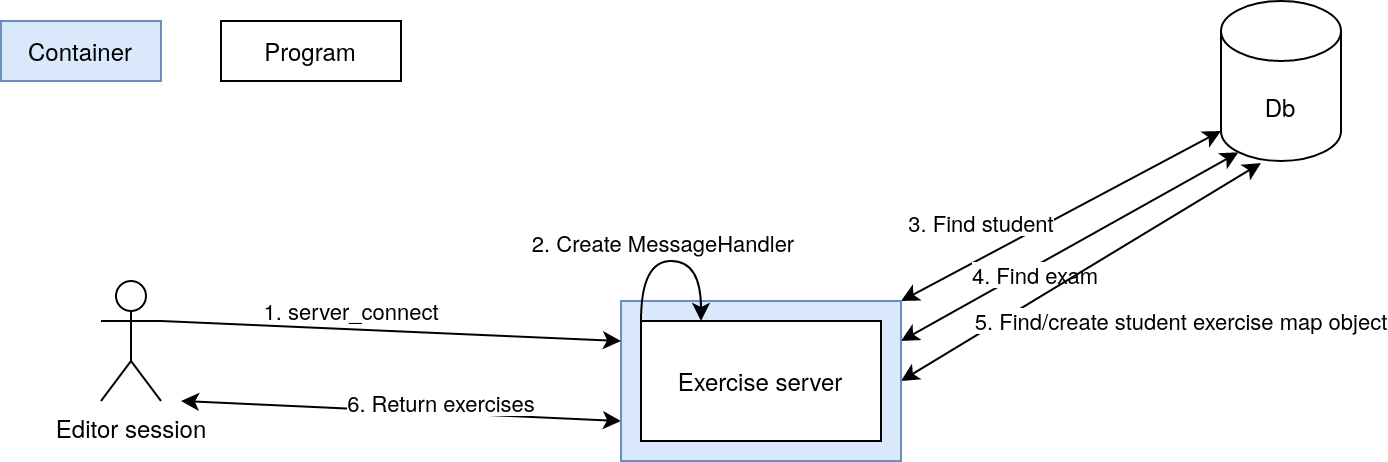 Container
Program
Db
3. Find student
2. Create MessageHandler
4. Find exam
1. server_connect
5. Find/create student exercise map object
Exercise server
6. Return exercises
Editor session